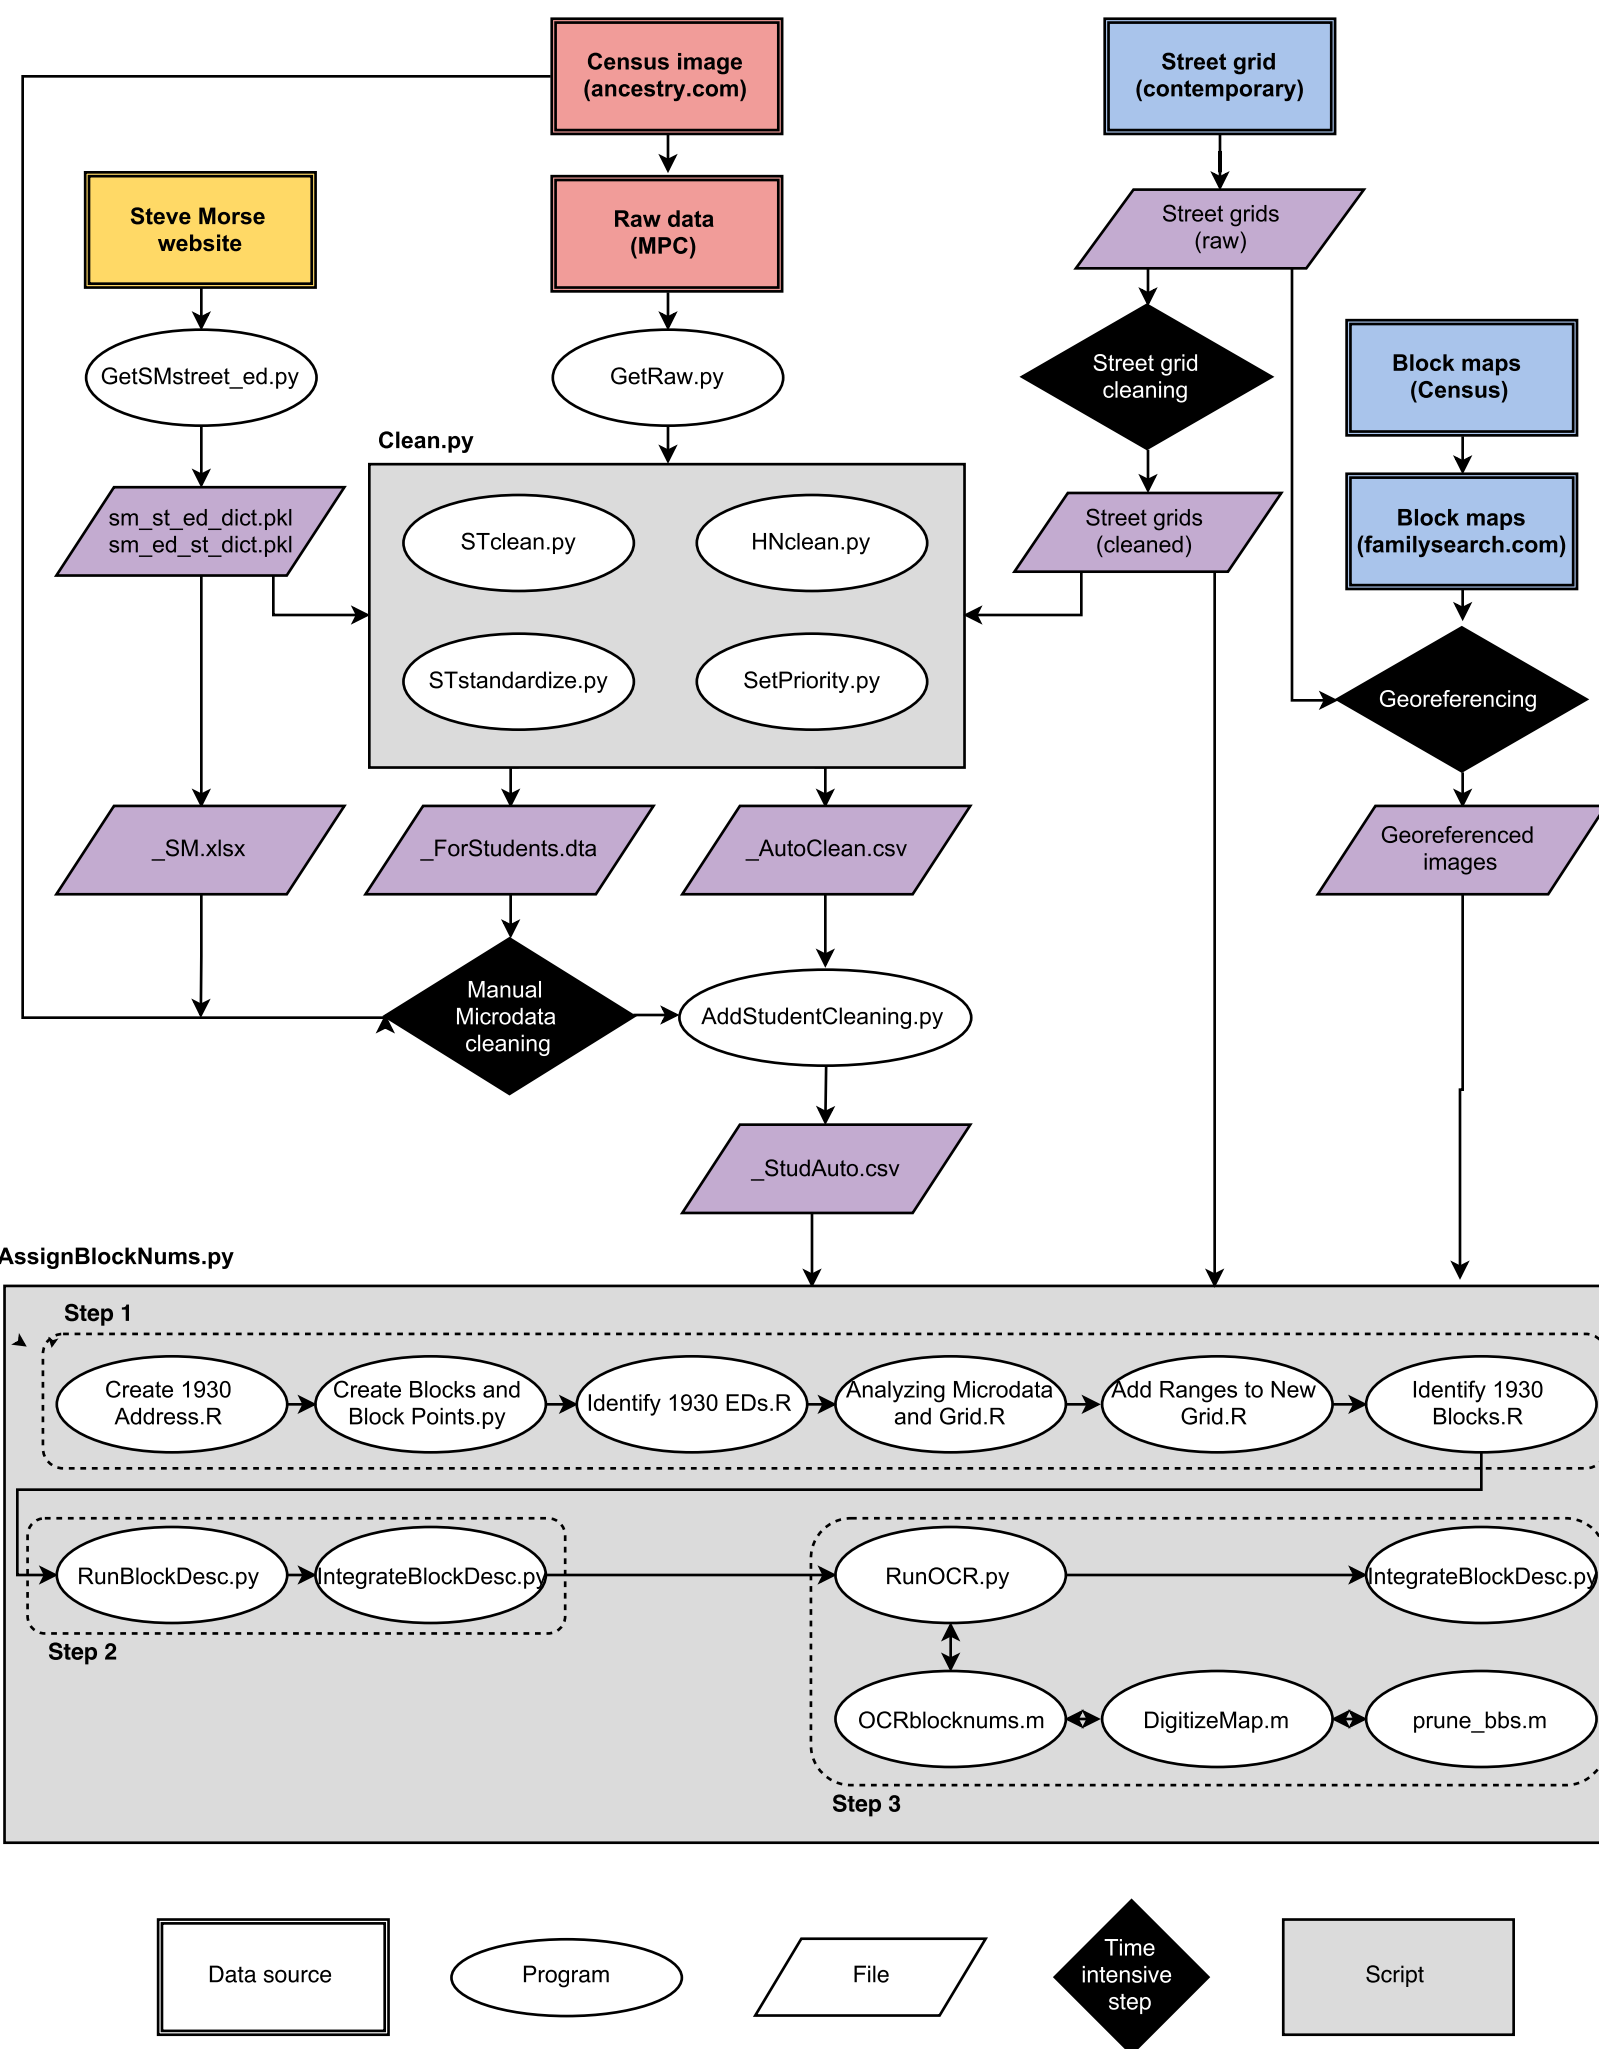 Census image
(ancestry.com)
Street grid
(contemporary)
Steve Morse
website
Raw data
(MPC)
Street grids
(raw)
GetSMstreet_ed.py
GetRaw.py
Street grid
cleaning
Block maps
(Census)
Clean.py
sm_st_ed_dict.pkl
sm_ed_st_dict.pkl
STclean.py
HNclean.py
Street grids
(cleaned)
Block maps
(familysearch.com)
STstandardize.py
SetPriority.py
Georeferencing
_SM.xlsx
_ForStudents.dta
_AutoClean.csv
Georeferenced
images
Manual
Microdata
cleaning
AddStudentCleaning.py
_StudAuto.csv
AssignBlockNums.py
Step 1
Create 1930
Address.R
Create Blocks and
Block Points.py
Identify 1930 EDs.R
Analyzing Microdata
and Grid.R
Add Ranges to New
Grid.R
Identify 1930
Blocks.R
RunBlockDesc.py
IntegrateBlockDesc.py
RunOCR.py
IntegrateBlockDesc.py
Step 2
OCRblocknums.m
DigitizeMap.m
prune_bbs.m
Step 3
Data source
Program
File
Time
intensive
step
Script